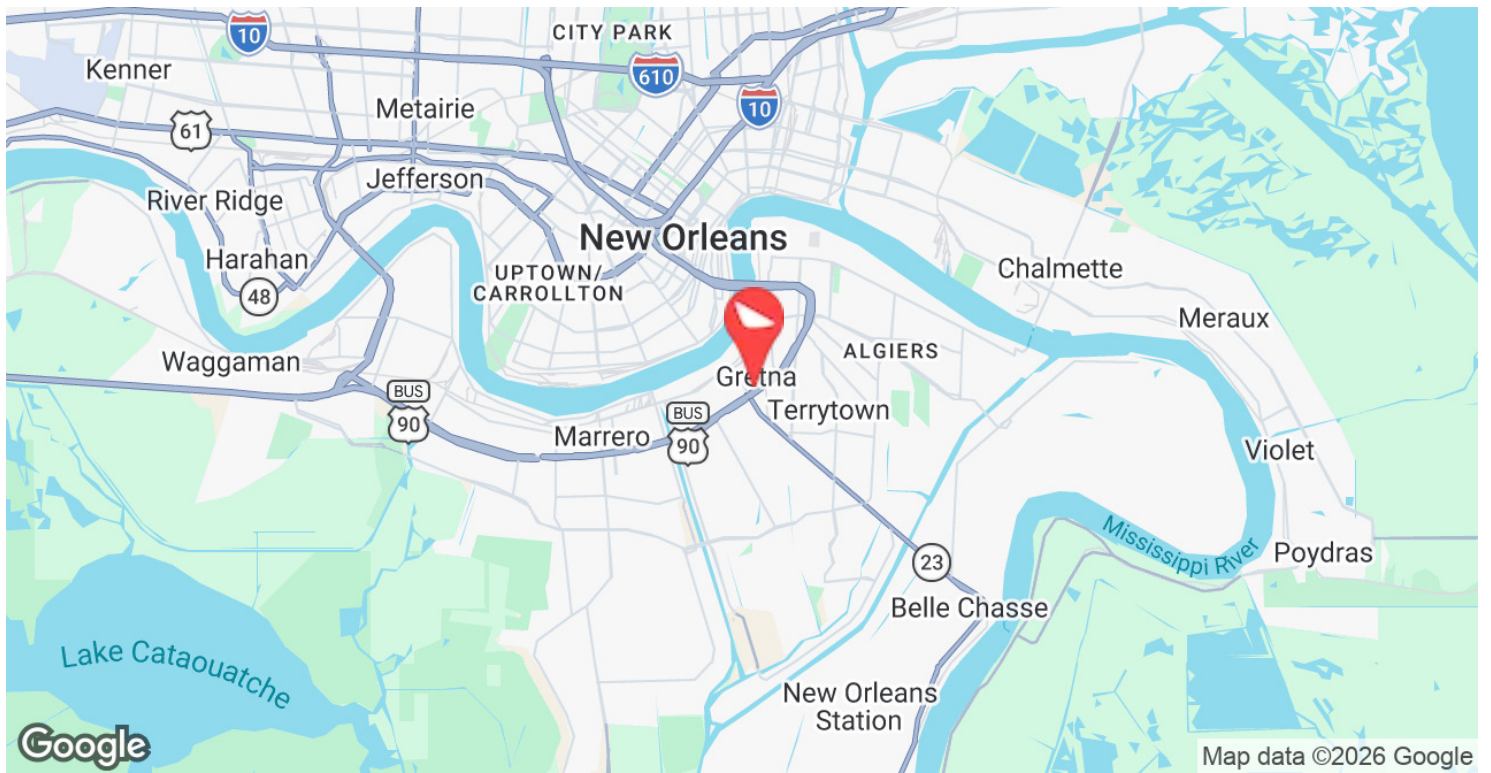 CITY PARK
10
Kenner
610
Metairie
10
61
Jefferson
River Ridge
New Orleans
Harahan
UPTOWN/
CARROLLTON
48
Chalmette
Meraux
Waggaman
ALGIERS
Gretna
BUS
90
Terrytown
BUS
90
Marrero
Violet
Mississippi River
Poydras
23
Belle Chasse
Lake Cataouatche
New Orleans
Station
Google
Map data ©2026 Google